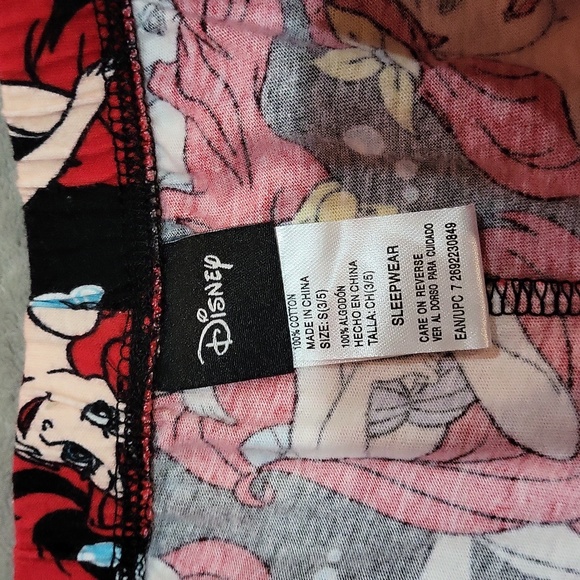 Disney
100% COTTON
MADE IN CHINA
SIZE: S(3/5)
100% ALGODÓN
HECHO EN CHINA
TALLA: CH(3/5)
SLEEPWEAR
CARE ON REVERSE
VER AL DORSO PARA CUIDADO
EAN/UPC 7 2692230849